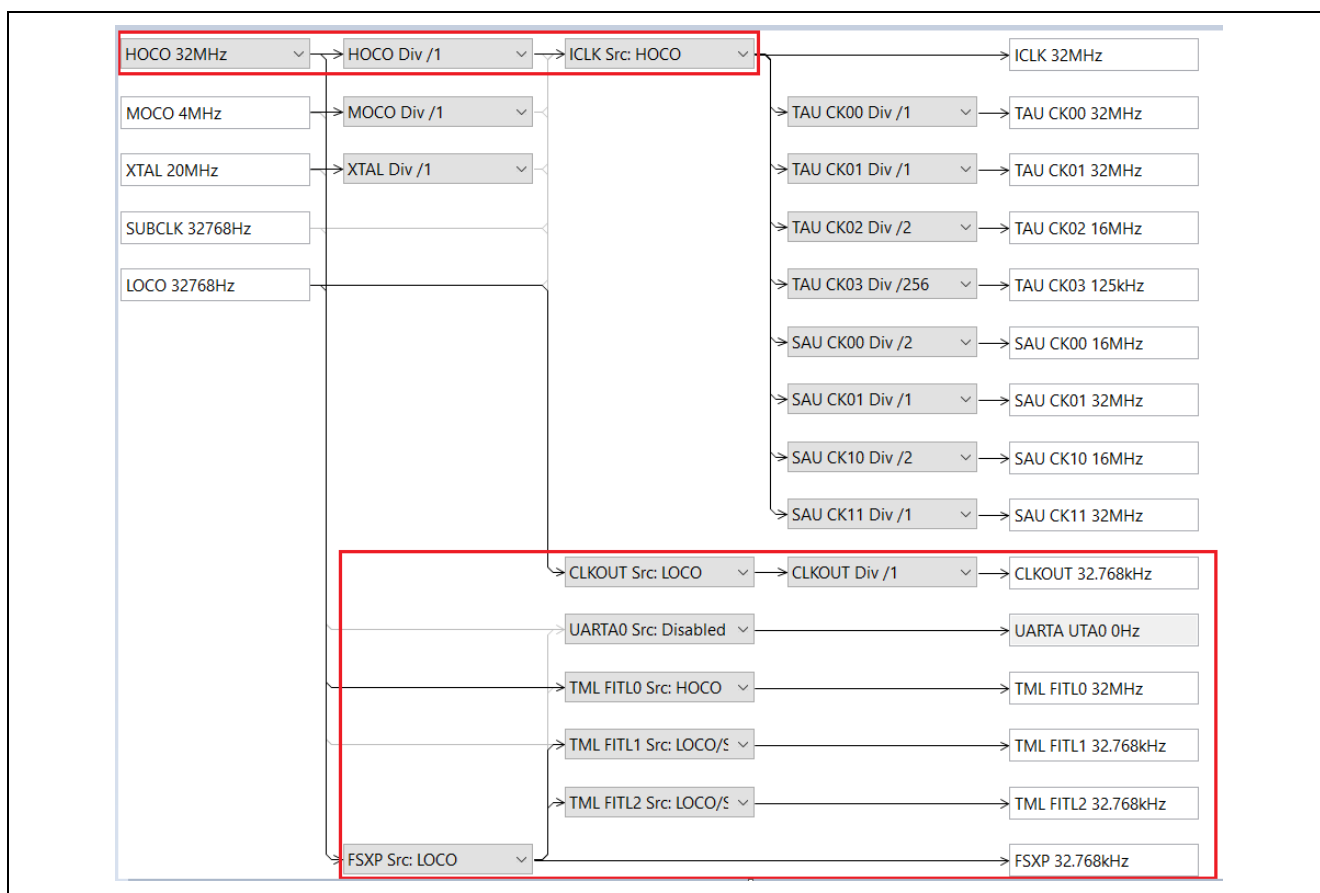 HOCO 32MHz HOCO Div /1 ICLK Src: HOCO ICLK 32MHz
MOCO 4MHz MOCO Div /1 TAU CK00 Div /1 TAU CK00 32MHz
XTAL 20MHz XTAL Div /1 TAU CK01 Div /1 TAU CK01 32MHz
SUBCLK 32768Hz TAU CK02 Div /2 TAU CK02 16MHz
LOCO 32768Hz TAU CK03 Div /256 TAU CK03 125kHz
SAU CK00 Div /2 SAU CK00 16MHz
SAU CK01 Div /1 SAU CK01 32MHz
SAU CK10 Div /2 SAU CK10 16MHz
SAU CK11 Div /1 SAU CK11 32MHz
CLKOUT Src: LOCO CLKOUT Div /1 CLKOUT 32.768kHz
UARTA0 Src: Disabled UARTA UTA0 0Hz
TML FITL0 Src: HOCO TML FITL0 32MHz
TML FITL1 Src: LOCO/S TML FITL1 32.768kHz
TML FITL2 Src: LOCO/S TML FITL2 32.768kHz
FSXP Src: LOCO FSXP 32.768kHz